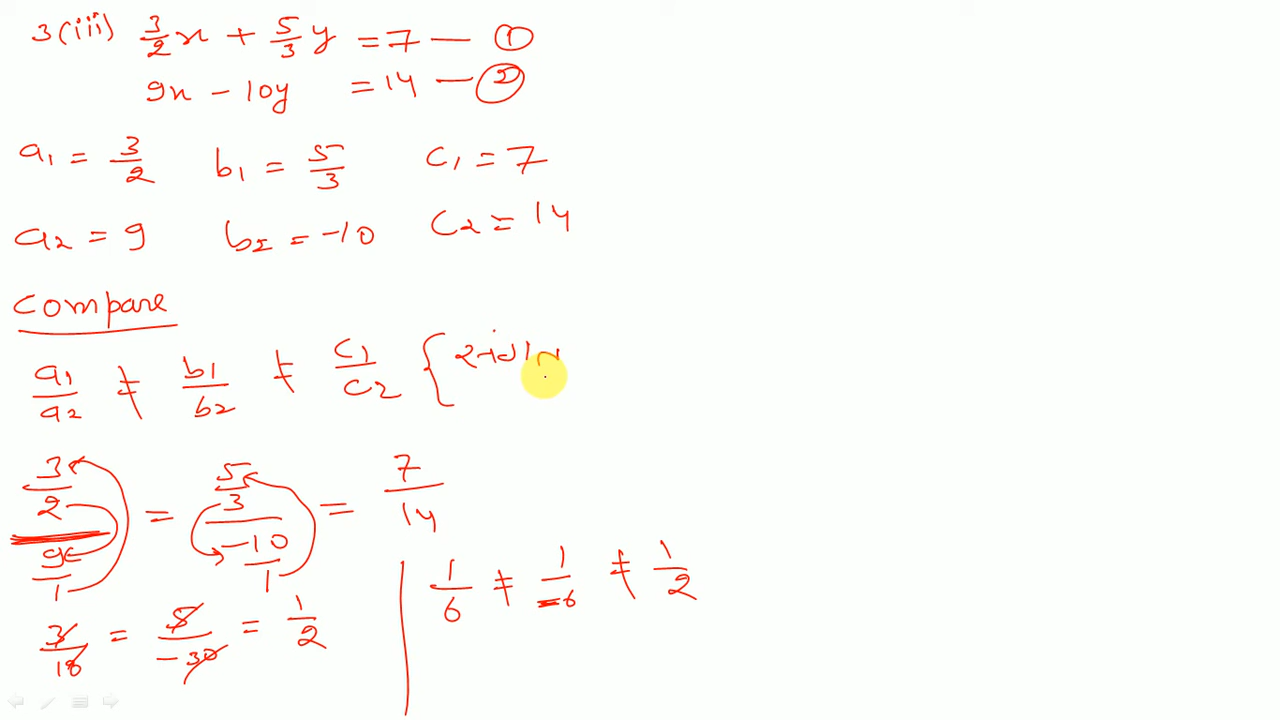 3(iii) 3/2 x + 5/3 y = 7 — ①
9x - 10y = 14 — ②
a1 = 3/2 b1 = 5/3 c1 = 7
a2 = 9 b2 = -10 c2 = 14
Compare
a1/a2 ≠ b1/b2 ≠ c1/c2 {
3/2 / 9/1 = 5/3 / -10/1 = 7/14
3/18 = 5/-30 = 1/2
1/6 ≠ 1/-6 ≠ 1/2